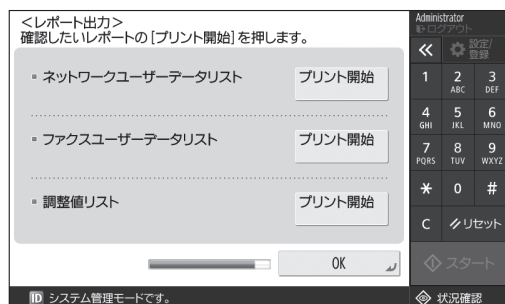 <レポート出力>
確認したいレポートの[プリント開始]を押します。
▪ ネットワークユーザーデータリスト プリント開始
▪ ファクスユーザーデータリスト プリント開始
▪ 調整値リスト プリント開始
OK
ID システム管理モードです。
Administrator
ログアウト
設定/
登録
1 2 3
ABC DEF
4 5 6
GHI JKL MNO
7 8 9
PQRS TUV WXYZ
* 0 #
C リセット
スタート
状況確認